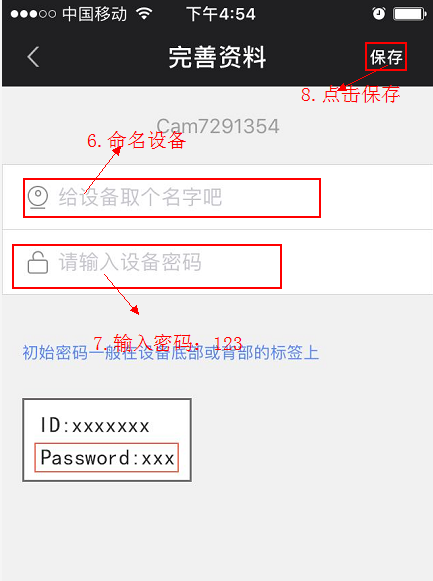 中国移动 下午4:54
完善资料 保存
8.点击保存
Cam7291354
6.命名设备
给设备取个名字吧
请输入设备密码
7.输入密码：123
初始密码一般在设备底部或背部的标签上
ID:xxxxxxx
Password:xxx